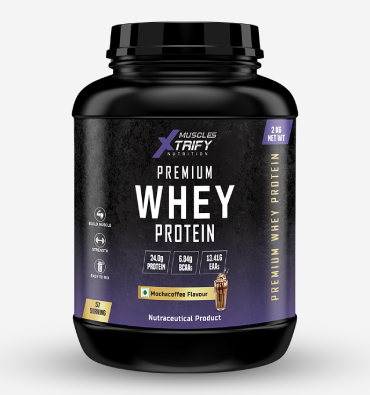 MUSCLES
XTRIFY
NUTRITION
PREMIUM
WHEY
PROTEIN
2 KG
NET WT
PREMIUM WHEY PROTEIN
BUILD MUSCLE
STRENGTH
EASY TO MIX
24.0g
PROTEIN
5.84g
BCAAs
13.41G
EAAs
Mochacoffee Flavour
57
SERVING
Nutraceutical Product